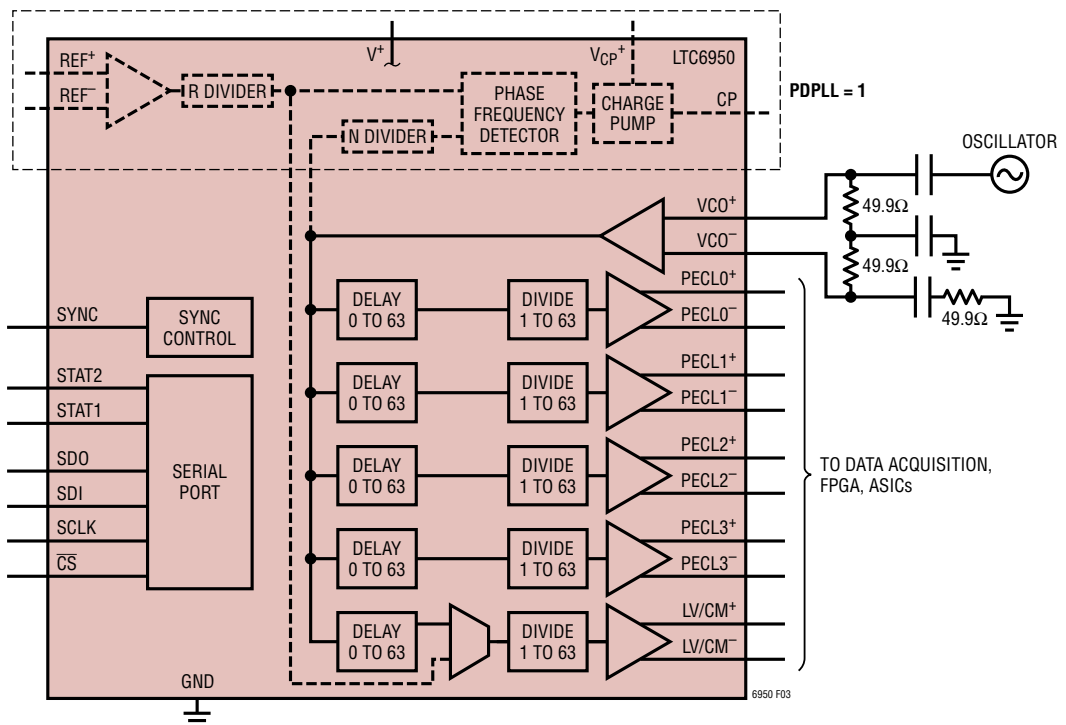 V⁺
V_CP⁺
LTC6950
REF⁺
REF⁻
R DIVIDER
N DIVIDER
PHASE
FREQUENCY
DETECTOR
CHARGE
PUMP
CP
PDPLL = 1
OSCILLATOR
VCO⁺
VCO⁻
49.9Ω
49.9Ω
49.9Ω
SYNC
SYNC
CONTROL
STAT2
STAT1
SDO
SDI
SCLK
C̅S̅
SERIAL
PORT
DELAY
0 TO 63
DIVIDE
1 TO 63
PECL0⁺
PECL0⁻
DELAY
0 TO 63
DIVIDE
1 TO 63
PECL1⁺
PECL1⁻
DELAY
0 TO 63
DIVIDE
1 TO 63
PECL2⁺
PECL2⁻
DELAY
0 TO 63
DIVIDE
1 TO 63
PECL3⁺
PECL3⁻
DELAY
0 TO 63
DIVIDE
1 TO 63
LV/CM⁺
LV/CM⁻
TO DATA ACQUISITION,
FPGA, ASICs
GND
6950 F03